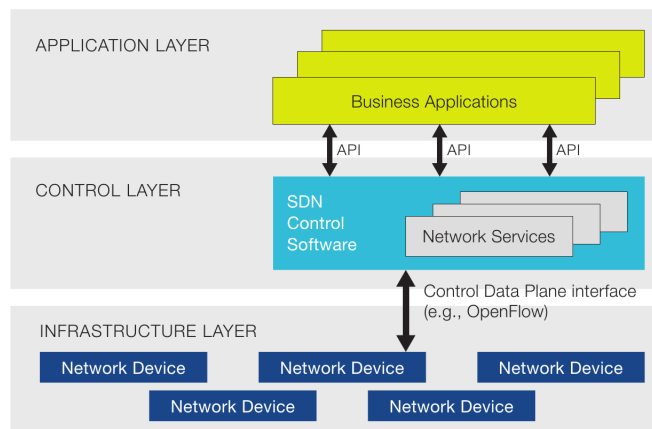 APPLICATION LAYER
Business Applications
API
API
API
CONTROL LAYER
SDN
Control
Software
Network Services
Control Data Plane interface
(e.g., OpenFlow)
INFRASTRUCTURE LAYER
Network Device
Network Device
Network Device
Network Device
Network Device